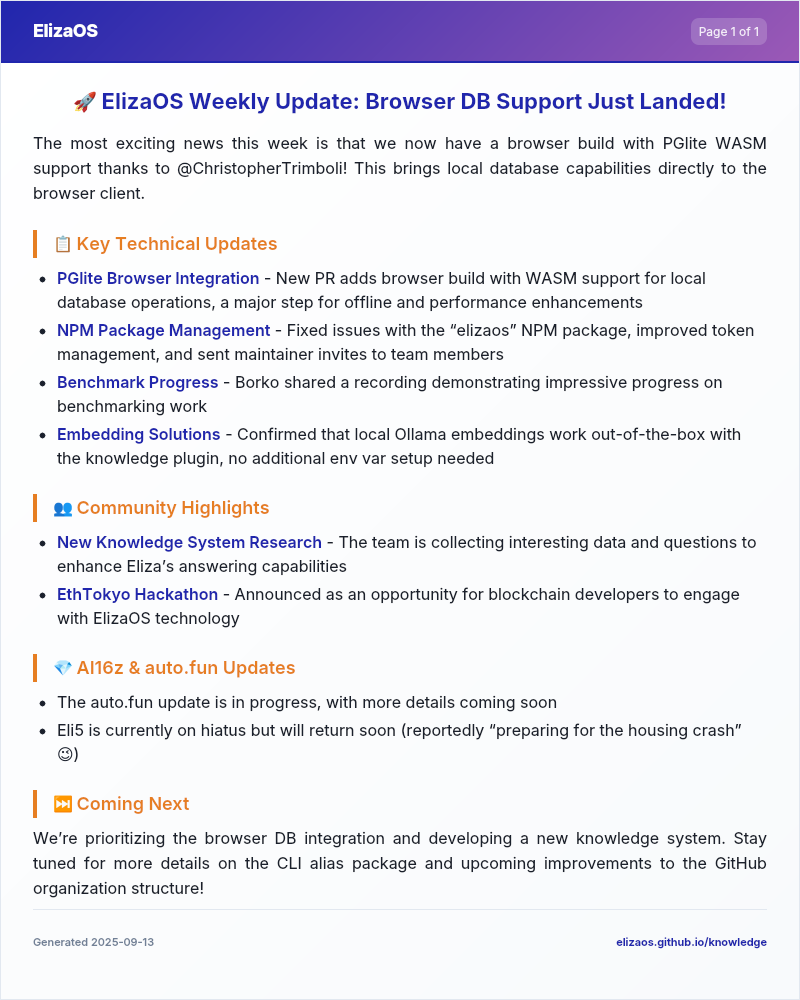 ElizaOS
Page 1 of 1
🚀 ElizaOS Weekly Update: Browser DB Support Just Landed!
The most exciting news this week is that we now have a browser build with PGlite WASM
support thanks to @ChristopherTrimboli! This brings local database capabilities directly to the
browser client.
📋 Key Technical Updates
• PGlite Browser Integration - New PR adds browser build with WASM support for local
database operations, a major step for offline and performance enhancements
• NPM Package Management - Fixed issues with the “elizaos” NPM package, improved token
management, and sent maintainer invites to team members
• Benchmark Progress - Borko shared a recording demonstrating impressive progress on
benchmarking work
• Embedding Solutions - Confirmed that local Ollama embeddings work out-of-the-box with
the knowledge plugin, no additional env var setup needed
👥 Community Highlights
• New Knowledge System Research - The team is collecting interesting data and questions to
enhance Eliza’s answering capabilities
• EthTokyo Hackathon - Announced as an opportunity for blockchain developers to engage
with ElizaOS technology
💎 AI16z & auto.fun Updates
• The auto.fun update is in progress, with more details coming soon
• Eli5 is currently on hiatus but will return soon (reportedly “preparing for the housing crash”
😉)
⏭️ Coming Next
We’re prioritizing the browser DB integration and developing a new knowledge system. Stay
tuned for more details on the CLI alias package and upcoming improvements to the GitHub
organization structure!
Generated 2025-09-13
elizaos.github.io/knowledge